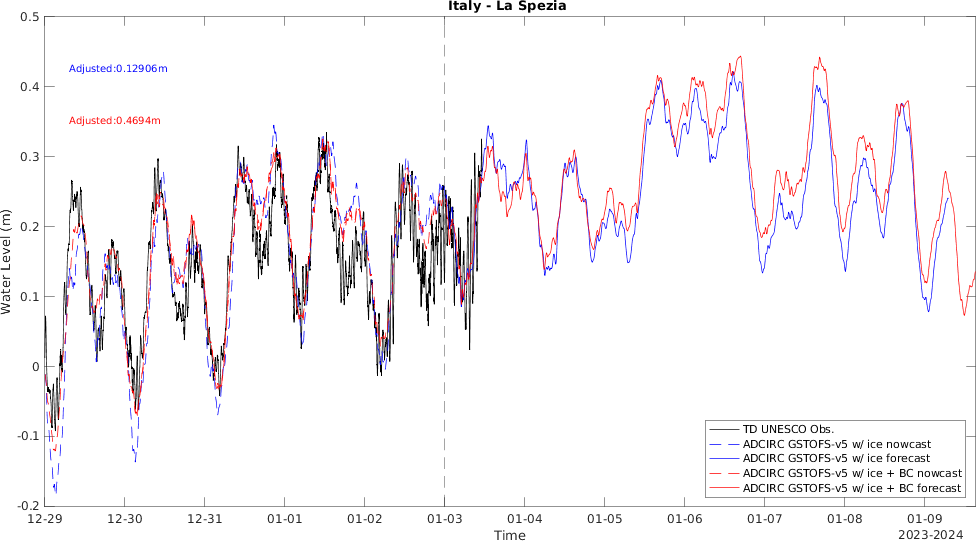 Italy - La Spezia
0.5
0.4
0.3
0.2
0.1
0
-0.1
-0.2
Water Level (m)
Adjusted:0.12906m
Adjusted:0.4694m
TD UNESCO Obs.
ADCIRC GSTOFS-v5 w/ ice nowcast
ADCIRC GSTOFS-v5 w/ ice forecast
ADCIRC GSTOFS-v5 w/ ice + BC nowcast
ADCIRC GSTOFS-v5 w/ ice + BC forecast
12-29 12-30 12-31 01-01 01-02 01-03 01-04 01-05 01-06 01-07 01-08 01-09
Time
2023-2024